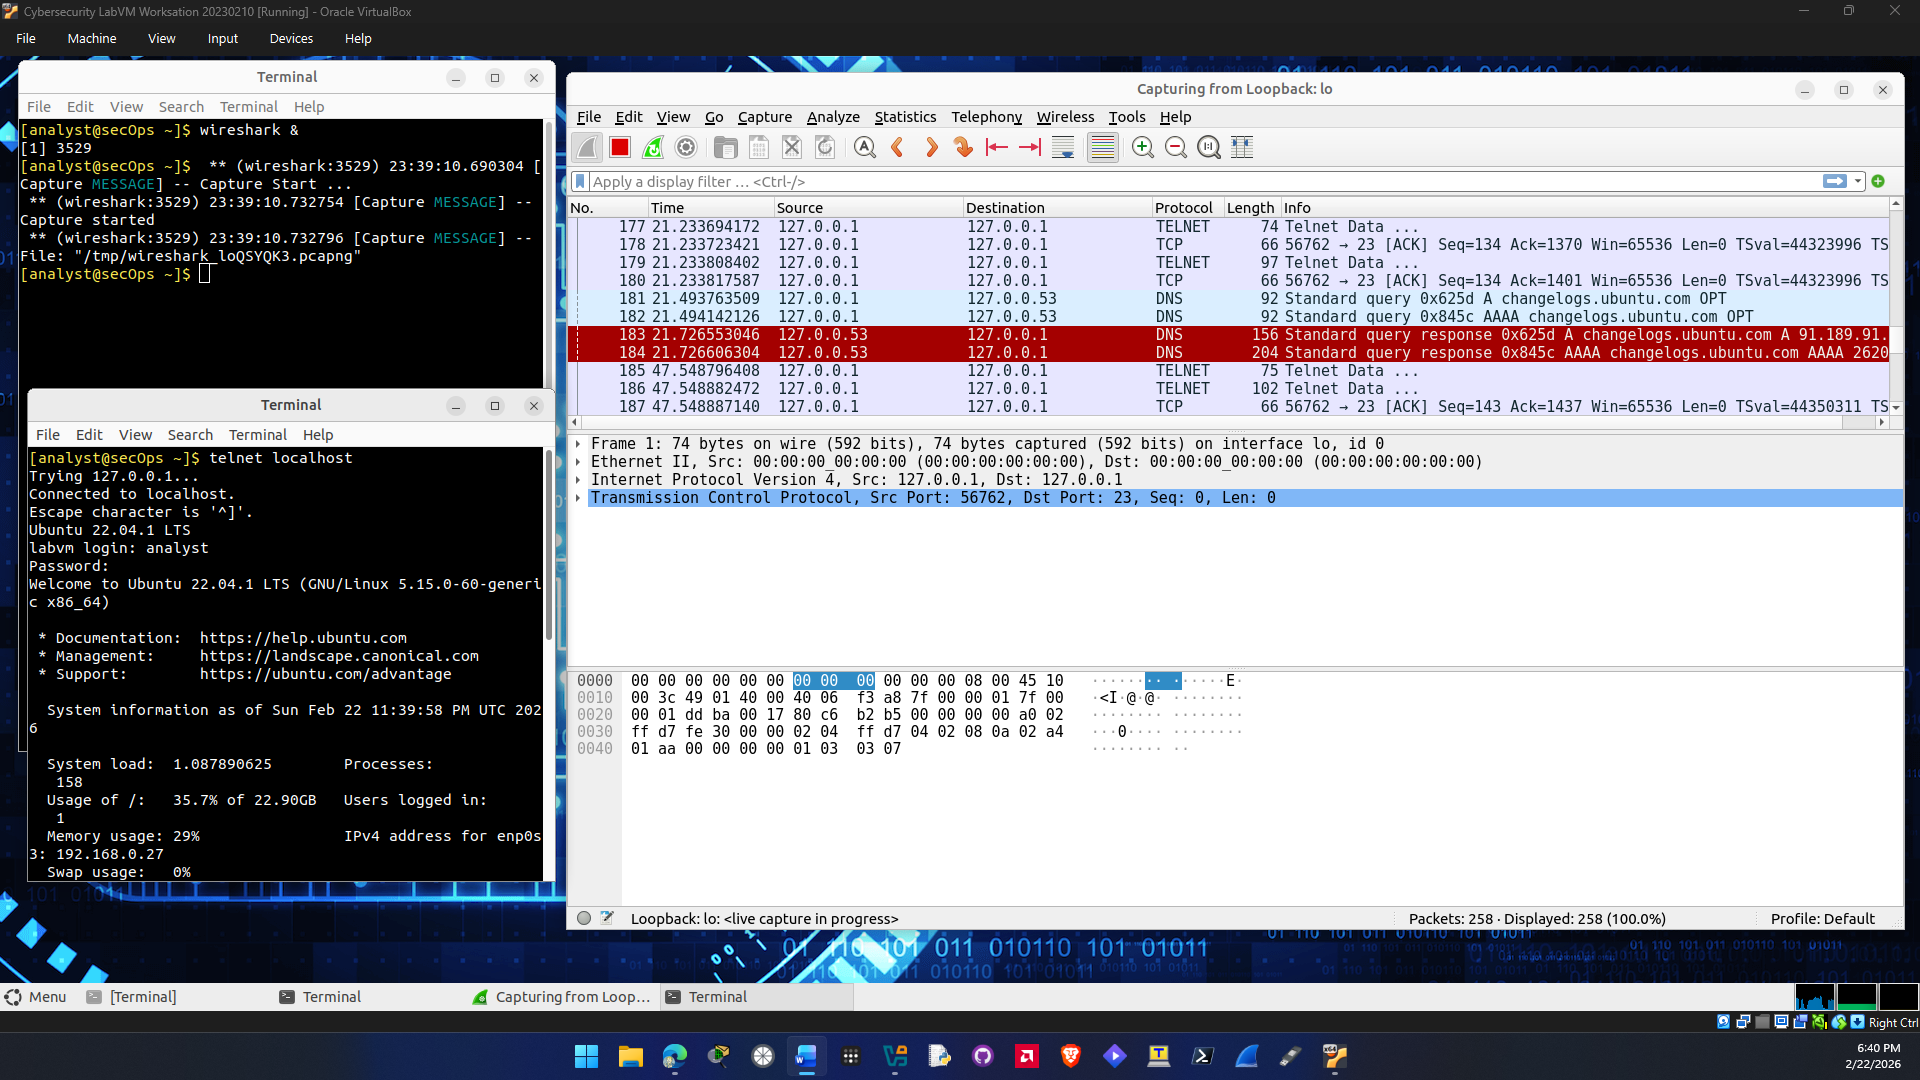 Cybersecurity LabVM Worksation 20230210 [Running] - Oracle VirtualBox
File Machine View Input Devices Help
Terminal
File Edit View Search Terminal Help
[analyst@secOps ~]$ wireshark &
[1] 3529
[analyst@secOps ~]$  ** (wireshark:3529) 23:39:10.690304 [
Capture MESSAGE] -- Capture Start ...
 ** (wireshark:3529) 23:39:10.732754 [Capture MESSAGE] --
Capture started
 ** (wireshark:3529) 23:39:10.732796 [Capture MESSAGE] --
File: "/tmp/wireshark_loQSYQK3.pcapng"
[analyst@secOps ~]$
Terminal
File Edit View Search Terminal Help
[analyst@secOps ~]$ telnet localhost
Trying 127.0.0.1...
Connected to localhost.
Escape character is '^]'.
Ubuntu 22.04.1 LTS
labvm login: analyst
Password:
Welcome to Ubuntu 22.04.1 LTS (GNU/Linux 5.15.0-60-generi
c x86_64)
 * Documentation:  https://help.ubuntu.com
 * Management:     https://landscape.canonical.com
 * Support:        https://ubuntu.com/advantage
  System information as of Sun Feb 22 11:39:58 PM UTC 202
6
  System load:  1.087890625        Processes:
   158
  Usage of /:   35.7% of 22.90GB   Users logged in:
   1
  Memory usage: 29%                IPv4 address for enp0s
3: 192.168.0.27
  Swap usage:   0%
Capturing from Loopback: lo
File Edit View Go Capture Analyze Statistics Telephony Wireless Tools Help
Apply a display filter … <Ctrl-/>
No. Time Source Destination Protocol Length Info
177 21.233694172 127.0.0.1 127.0.0.1 TELNET 74 Telnet Data ...
178 21.233723421 127.0.0.1 127.0.0.1 TCP 66 56762 → 23 [ACK] Seq=134 Ack=1370 Win=65536 Len=0 TSval=44323996 TS
179 21.233808402 127.0.0.1 127.0.0.1 TELNET 97 Telnet Data ...
180 21.233817587 127.0.0.1 127.0.0.1 TCP 66 56762 → 23 [ACK] Seq=134 Ack=1401 Win=65536 Len=0 TSval=44323996 TS
181 21.493763509 127.0.0.1 127.0.0.53 DNS 92 Standard query 0x625d A changelogs.ubuntu.com OPT
182 21.494142126 127.0.0.1 127.0.0.53 DNS 92 Standard query 0x845c AAAA changelogs.ubuntu.com OPT
183 21.726553046 127.0.0.53 127.0.0.1 DNS 156 Standard query response 0x625d A changelogs.ubuntu.com A 91.189.91.
184 21.726606304 127.0.0.53 127.0.0.1 DNS 204 Standard query response 0x845c AAAA changelogs.ubuntu.com AAAA 2620
185 47.548796408 127.0.0.1 127.0.0.1 TELNET 75 Telnet Data ...
186 47.548882472 127.0.0.1 127.0.0.1 TELNET 102 Telnet Data ...
187 47.548887140 127.0.0.1 127.0.0.1 TCP 66 56762 → 23 [ACK] Seq=143 Ack=1437 Win=65536 Len=0 TSval=44350311 TS
Frame 1: 74 bytes on wire (592 bits), 74 bytes captured (592 bits) on interface lo, id 0
Ethernet II, Src: 00:00:00_00:00:00 (00:00:00:00:00:00), Dst: 00:00:00_00:00:00 (00:00:00:00:00:00)
Internet Protocol Version 4, Src: 127.0.0.1, Dst: 127.0.0.1
Transmission Control Protocol, Src Port: 56762, Dst Port: 23, Seq: 0, Len: 0
0000 00 00 00 00 00 00 00 00 00 00 00 00 08 00 45 10 ········ ······E·
0010 00 3c 49 01 40 00 40 06 f3 a8 7f 00 00 01 7f 00 ·<I·@·@· ········
0020 00 01 dd ba 00 17 80 c6 b2 b5 00 00 00 00 a0 02 ········ ········
0030 ff d7 fe 30 00 00 02 04 ff d7 04 02 08 0a 02 a4 ···0···· ········
0040 01 aa 00 00 00 00 01 03 03 07 ········ ··
Loopback: lo: <live capture in progress> Packets: 258 · Displayed: 258 (100.0%) Profile: Default
Menu [Terminal] Terminal Capturing from Loop... Terminal
Right Ctrl
6:40 PM
2/22/2026